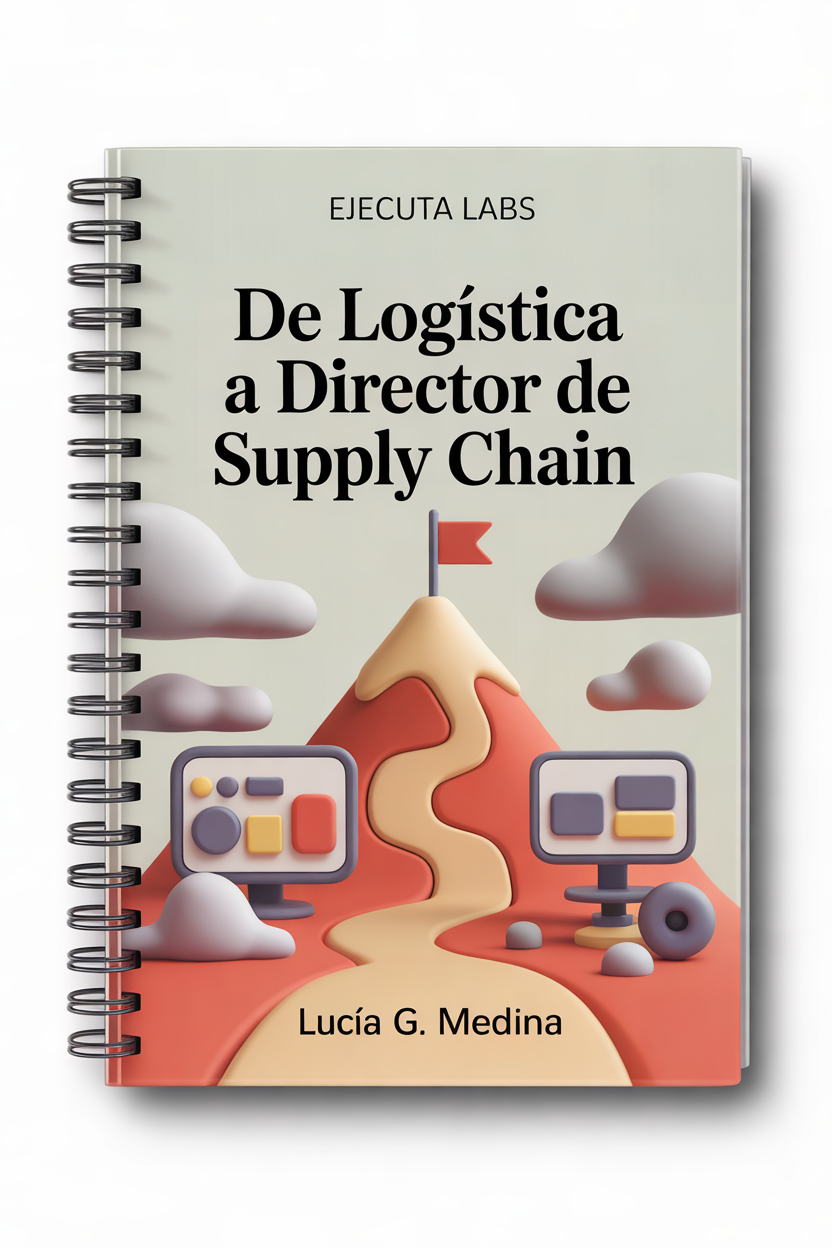 EJECUTA LABS
De Logística
a Director de
Supply Chain
Lucía G. Medina